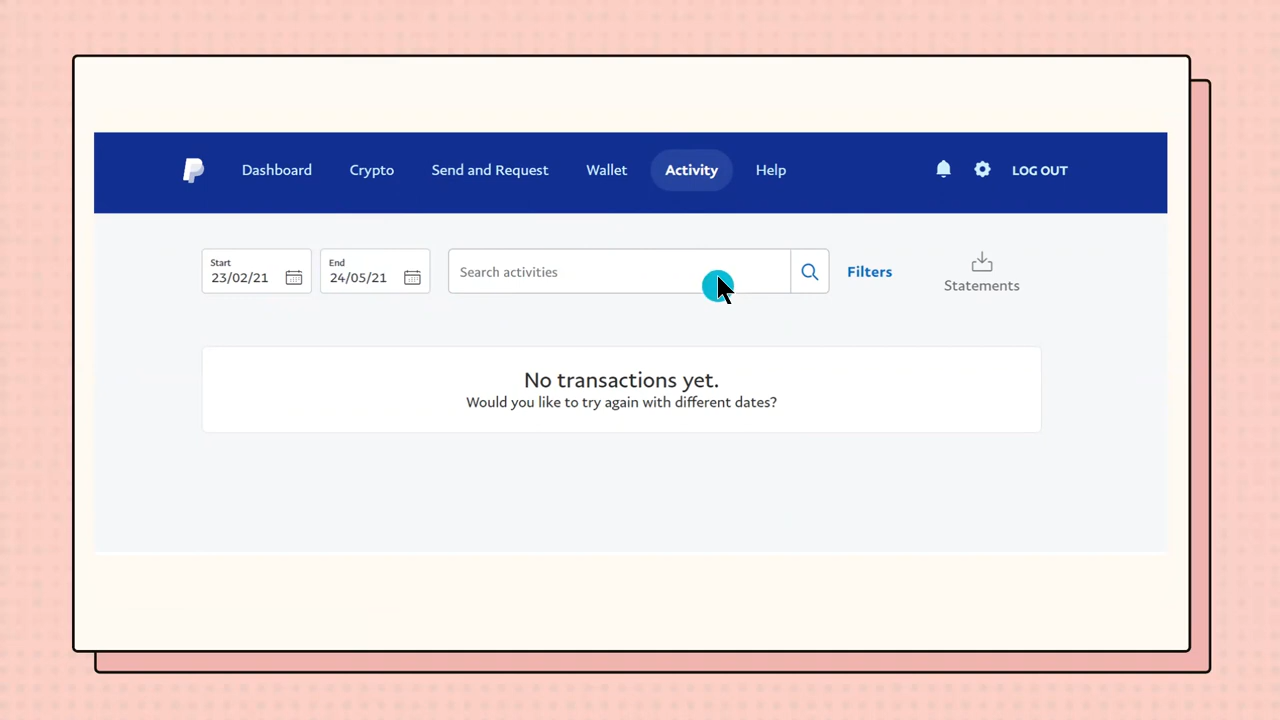 Dashboard
Crypto
Send and Request
Wallet
Activity
Help
LOG OUT
Start
23/02/21
End
24/05/21
Search activities
Filters
Statements
No transactions yet.
Would you like to try again with different dates?